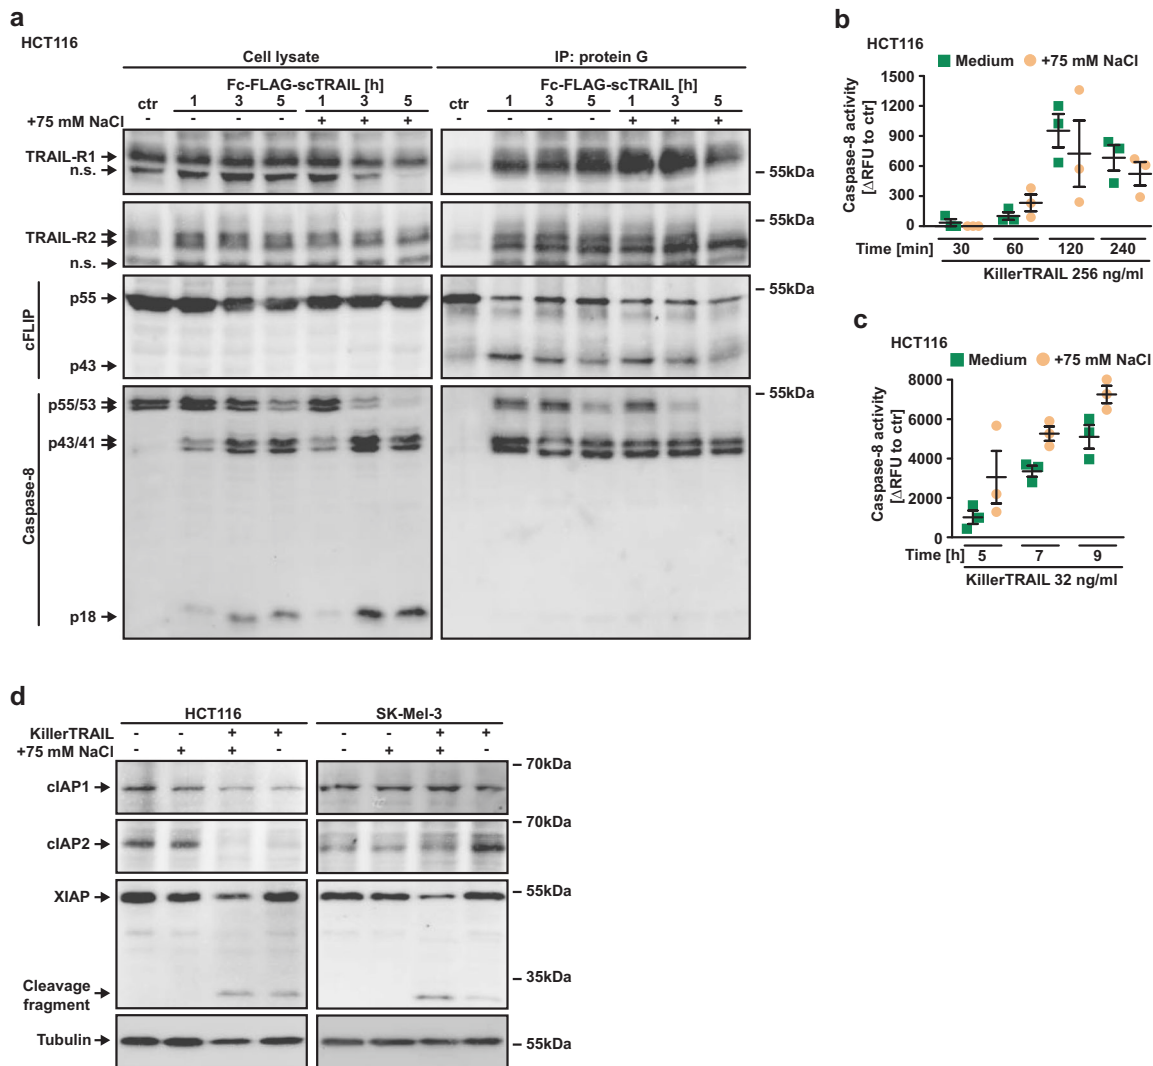 a
HCT116
Cell lysate
IP: protein G
Fc-FLAG-scTRAIL [h]
Fc-FLAG-scTRAIL [h]
ctr 1 3 5 1 3 5
ctr 1 3 5 1 3 5
+75 mM NaCl - - - - + + +
- - - - + + +
TRAIL-R1
n.s.
- 55kDa
TRAIL-R2
n.s.
- 55kDa
cFLIP
p55
p43
- 55kDa
Caspase-8
p55/53
p43/41
p18
- 55kDa
b
HCT116
Medium +75 mM NaCl
Caspase-8 activity
[ΔRFU to ctr]
1500
1200
900
600
300
0
Time [min] 30 60 120 240
KillerTRAIL 256 ng/ml
c
HCT116
Medium +75 mM NaCl
Caspase-8 activity
[ΔRFU to ctr]
8000
6000
4000
2000
0
Time [h] 5 7 9
KillerTRAIL 32 ng/ml
d
HCT116
SK-Mel-3
KillerTRAIL - - + + - - + +
+75 mM NaCl - + + - - + + -
cIAP1
- 70kDa
cIAP2
- 70kDa
XIAP
- 55kDa
Cleavage
fragment
- 35kDa
Tubulin
- 55kDa